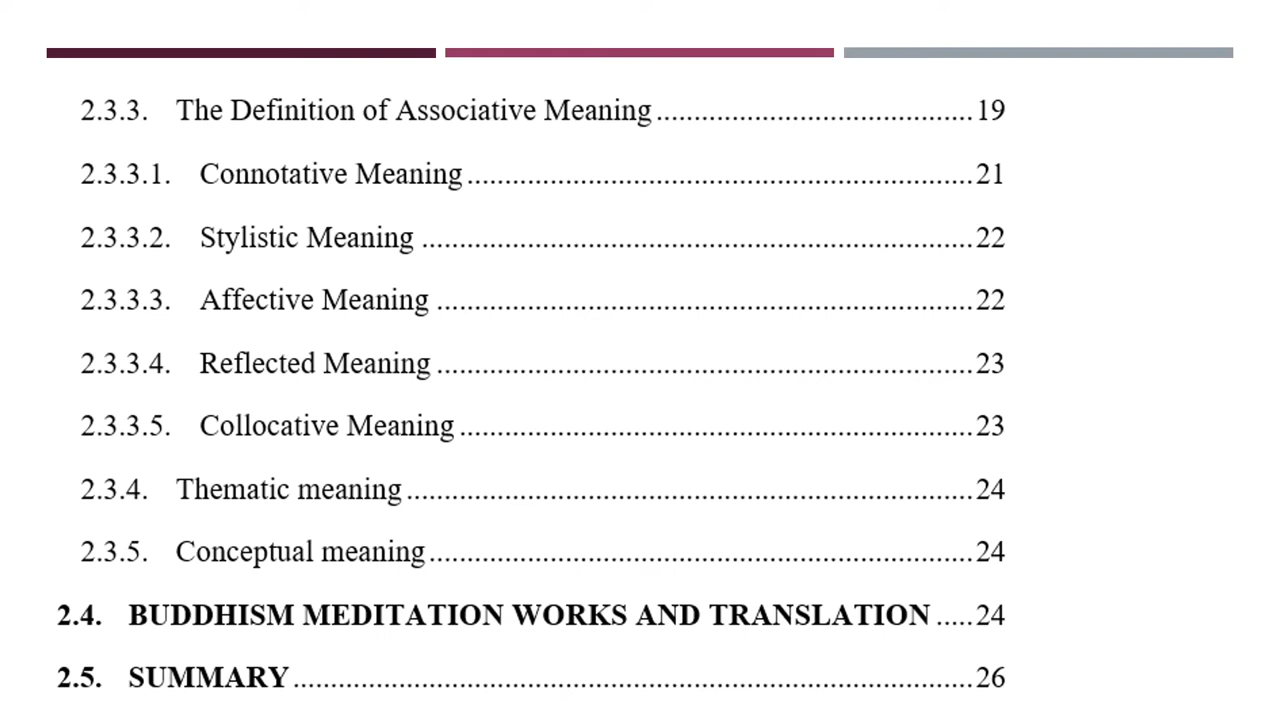 2.3.3. The Definition of Associative Meaning..................................19
2.3.3.1. Connotative Meaning......................................................21
2.3.3.2. Stylistic Meaning ...........................................................22
2.3.3.3. Affective Meaning .........................................................22
2.3.3.4. Reflected Meaning .........................................................23
2.3.3.5. Collocative Meaning.......................................................23
2.3.4. Thematic meaning............................................................24
2.3.5. Conceptual meaning..........................................................24
2.4. BUDDHISM MEDITATION WORKS AND TRANSLATION .....24
2.5. SUMMARY........................................................................26